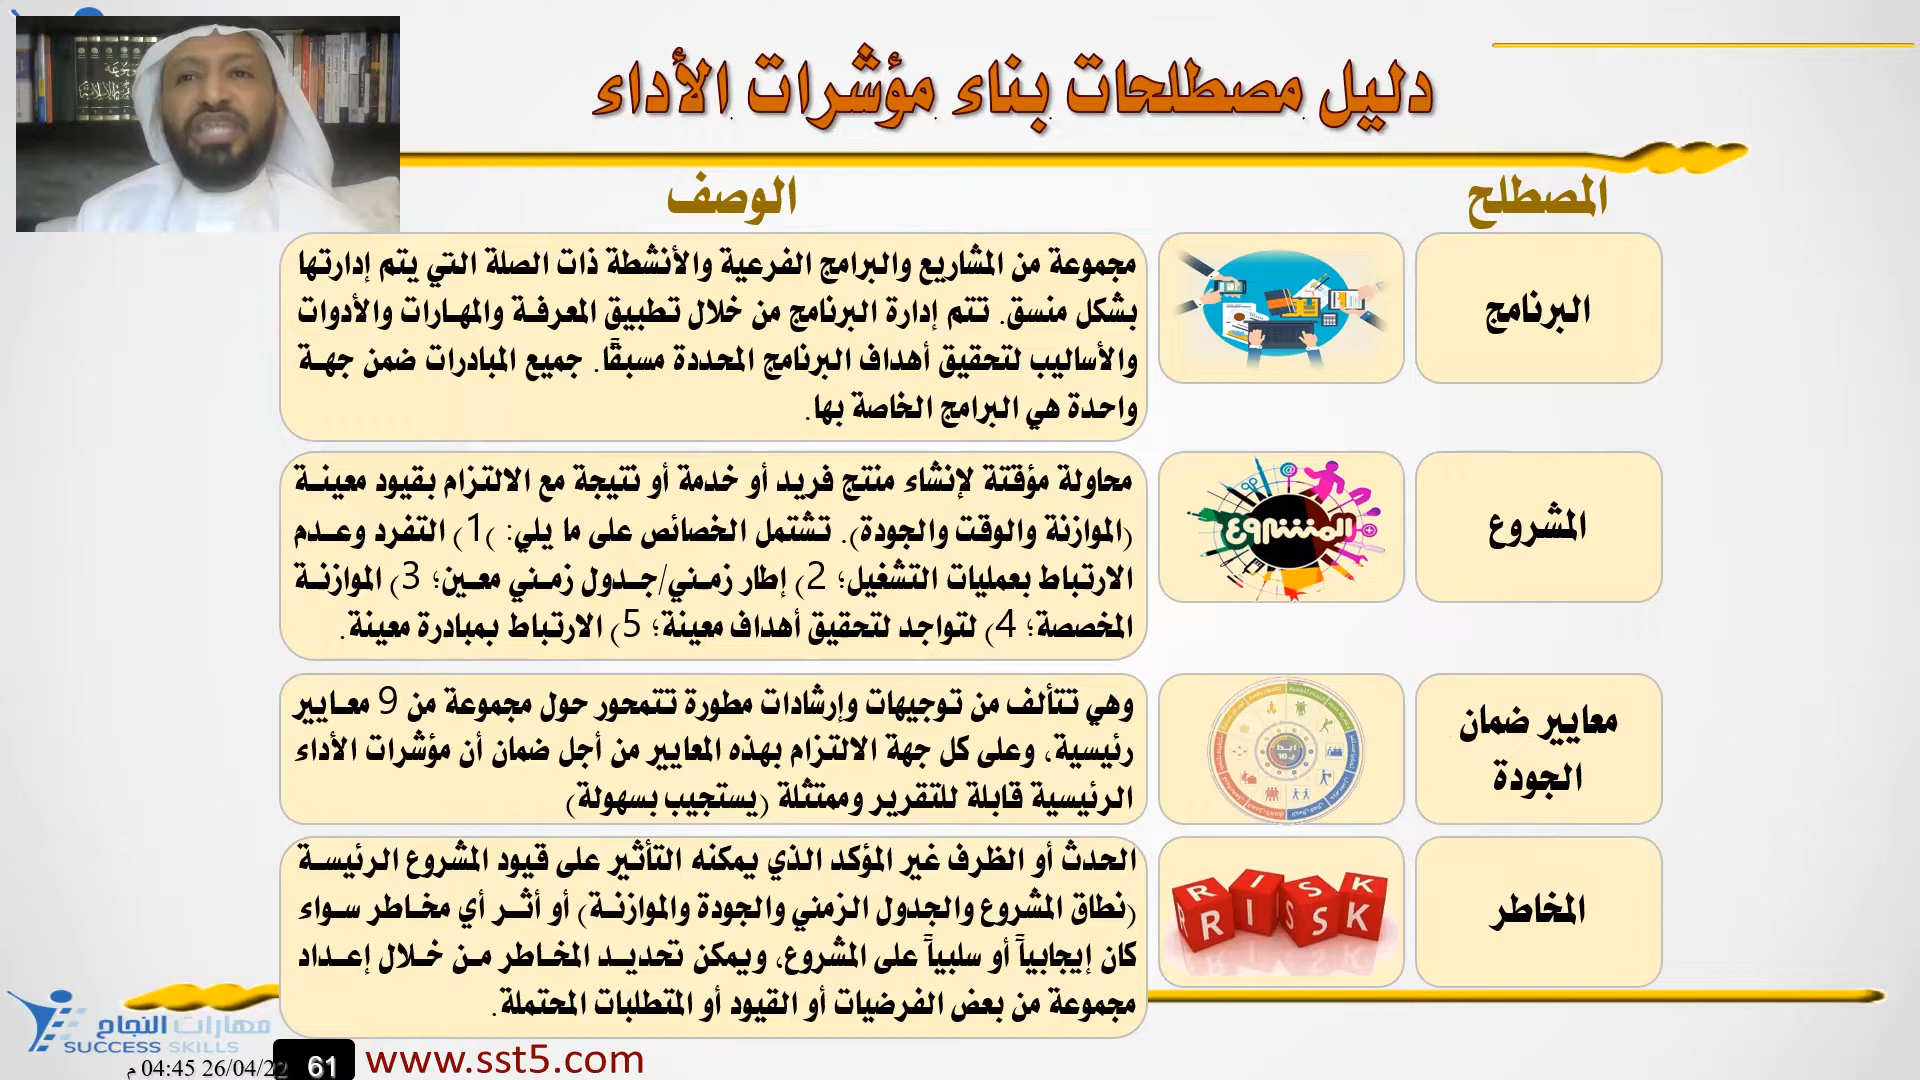 دليل مصطلحات بناء مؤشرات الأداء
المصطلح
الوصف
البرنامج
مجموعة من المشاريع والبرامج الفرعية والأنشطة ذات الصلة التي يتم إدارتها
بشكل منسق. تتم إدارة البرنامج من خلال تطبيق المعرفة والمهارات والأدوات
والأساليب لتحقيق أهداف البرنامج المحددة مسبقًا. جميع المبادرات ضمن جهة
واحدة هي البرامج الخاصة بها.
المشروع
المشروع
محاولة مؤقتة لإنشاء منتج فريد أو خدمة أو نتيجة مع الالتزام بقيود معينة
(الموازنة والوقت والجودة). تشتمل الخصائص على ما يلي: )1) التفرد وعدم
الارتباط بعمليات التشغيل؛ 2) إطار زمني/جدول زمني معين؛ 3) الموازنة
المخصصة؛ 4) لتواجد لتحقيق أهداف معينة؛ 5) الارتباط بمبادرة معينة.
معايير ضمان
الجودة
وهي تتألف من توجيهات وإرشادات مطورة تتمحور حول مجموعة من 9 معايير
رئيسية، وعلى كل جهة الالتزام بهذه المعايير من أجل ضمان أن مؤشرات الأداء
الرئيسية قابلة للتقرير وممتثلة (يستجيب بسهولة)
المخاطر
RISK
RISSK
الحدث أو الظرف غير المؤكد الذي يمكنه التأثير على قيود المشروع الرئيسة
(نطاق المشروع والجدول الزمني والجودة والموازنة) أو أثر أي مخاطر سواء
كان إيجابياً أو سلبياً على المشروع، ويمكن تحديد المخاطر من خلال إعداد
مجموعة من بعض الفرضيات أو القيود أو المتطلبات المحتملة.
مهارات النجاح
SUCCESS SKILLS
04:45 26/04/22 م
61
www.sst5.com